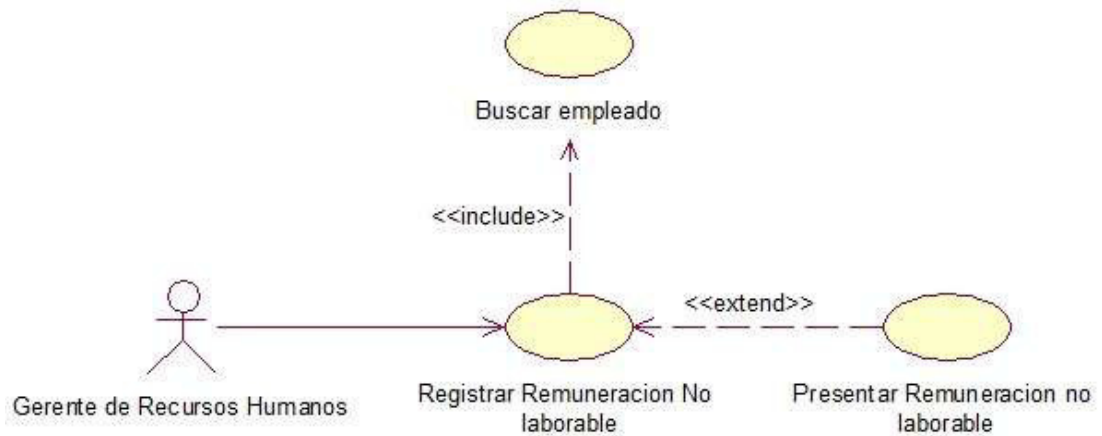 Buscar empleado
<<include>>
<<extend>>
Gerente de Recursos Humanos
Registrar Remuneracion No
laborable
Presentar Remuneracion no
laborable